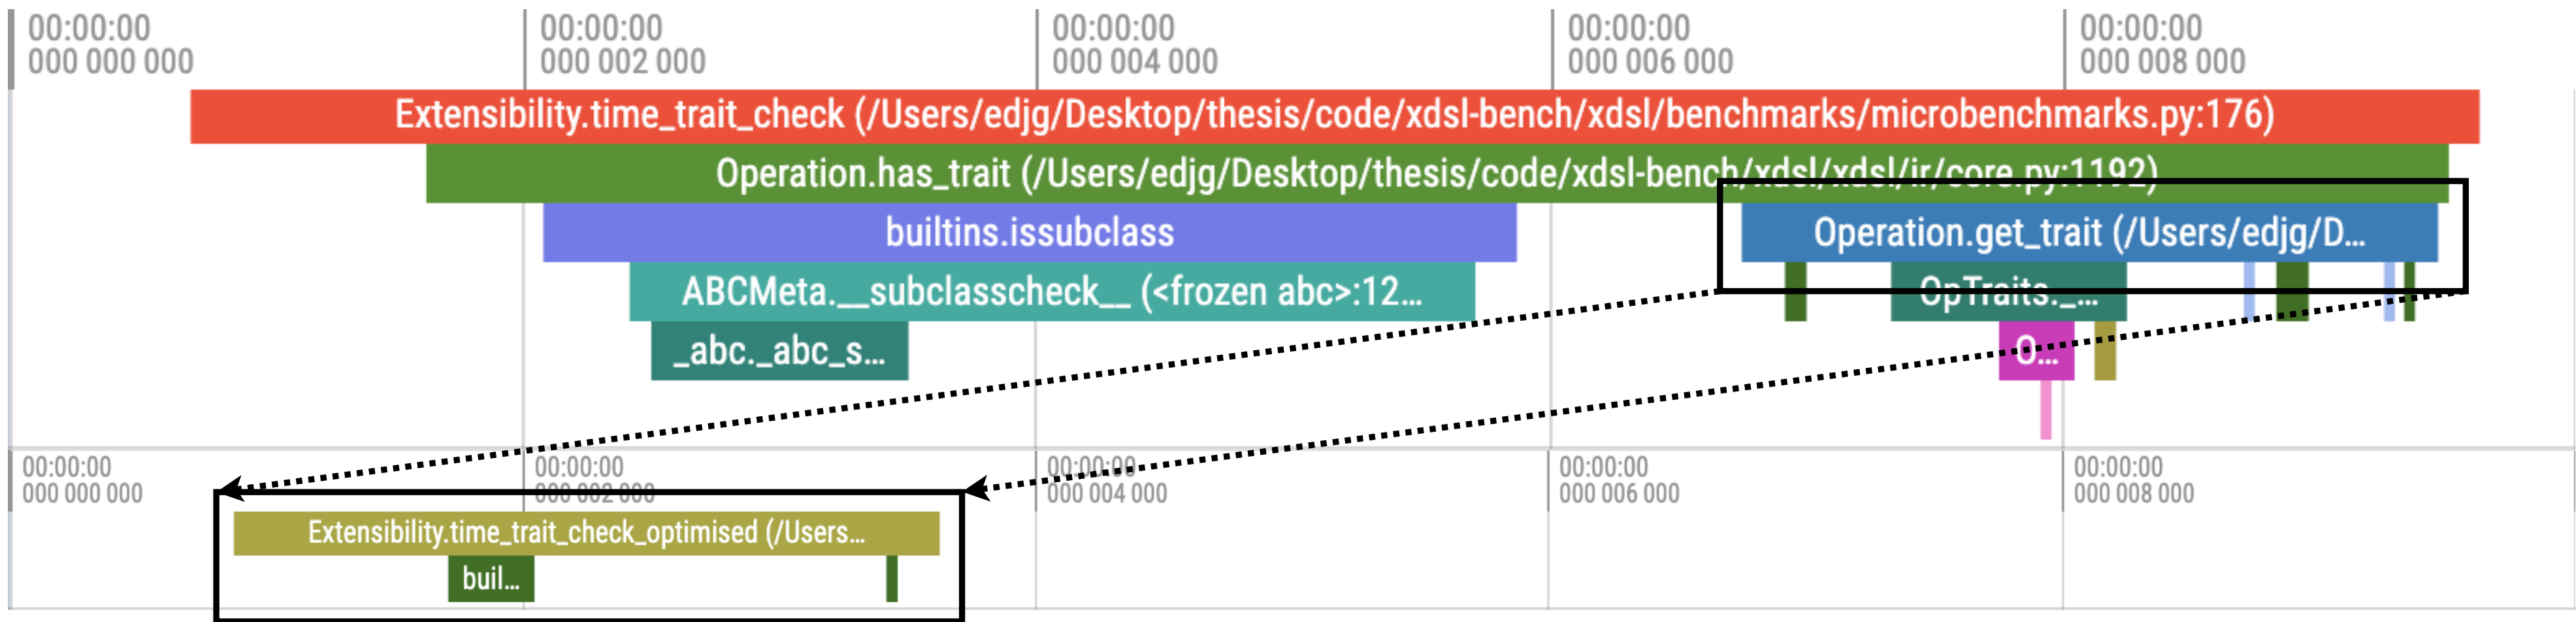 00:00:00 00:00:00 00:00:00 00:00:00 00:00:00
000 000 000 000 002 000 000 004 000 000 006 000 000 008 000
Extensibility.time_trait_check (/Users/edjg/Desktop/thesis/code/xdsl-bench/xdsl/benchmarks/microbenchmarks.py:176)
Operation.has_trait (/Users/edjg/Desktop/thesis/code/xdsl-bench/xdsl/xdsl/ir/core.py:1192)
builtins.issubclass Operation.get_trait (/Users/edjg/D...
ABCMeta.__subclasscheck__ (<frozen abc>:12... OpTraits._...
_abc._abc_s... O...
00:00:00 00:00:00 00:00:00 00:00:00 00:00:00
000 000 000 000 002 000 000 004 000 000 006 000 000 008 000
Extensibility.time_trait_check_optimised (/Users...
buil...